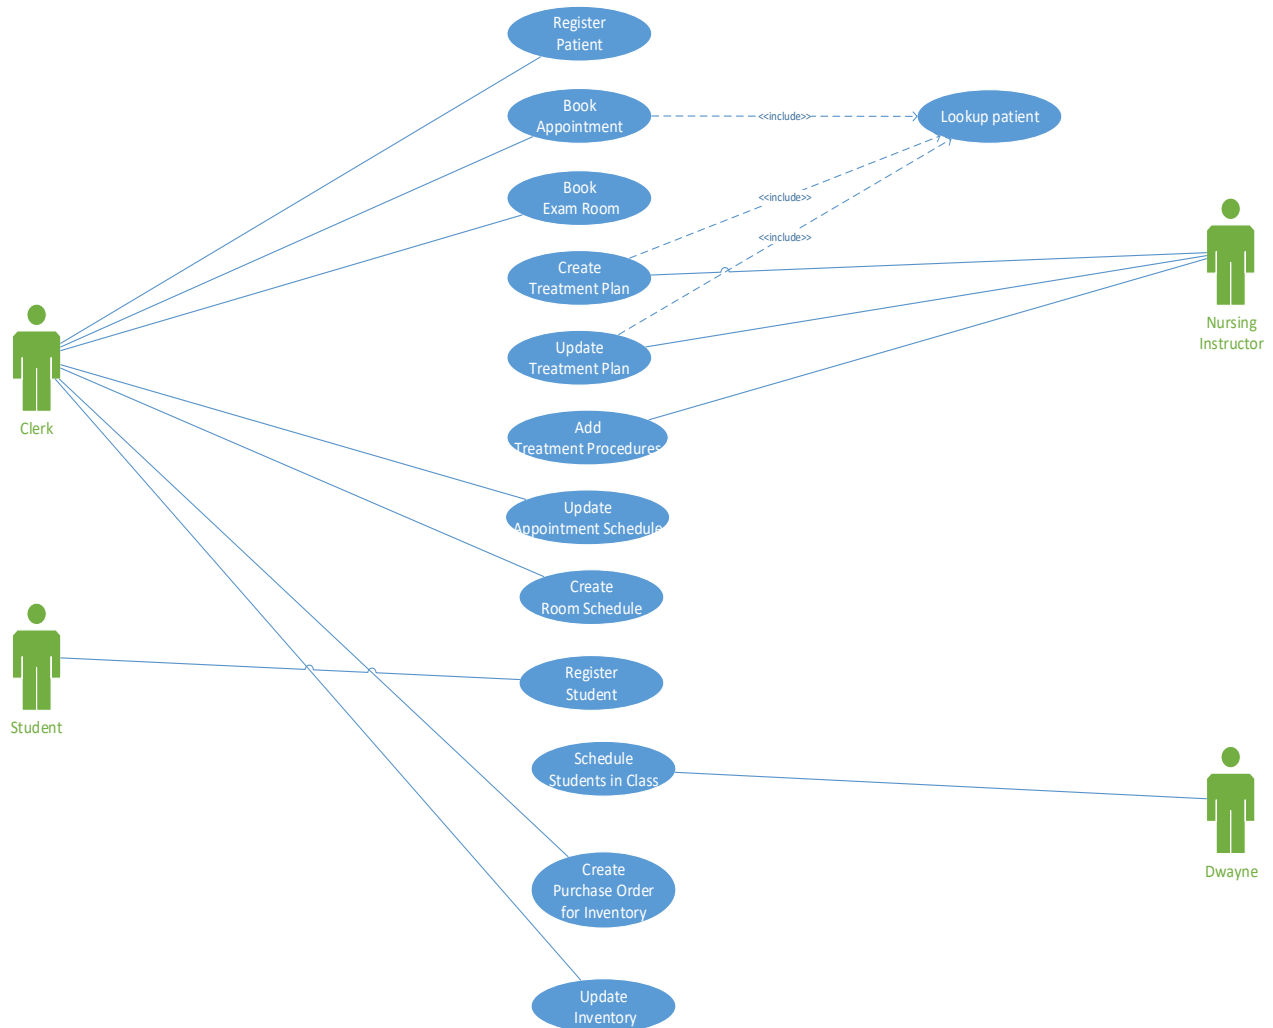 Register
Patient
Book
Appointment
<<include>>
Lookup patient
Book
Exam Room
<<include>>
<<include>>
Create
Treatment Plan
Nursing
Instructor
Update
Treatment Plan
Clerk
Add
Treatment Procedures
Update
Appointment Schedule
Create
Room Schedule
Register
Student
Student
Schedule
Students in Class
Create
Purchase Order
for Inventory
Dwayne
Update
Inventory